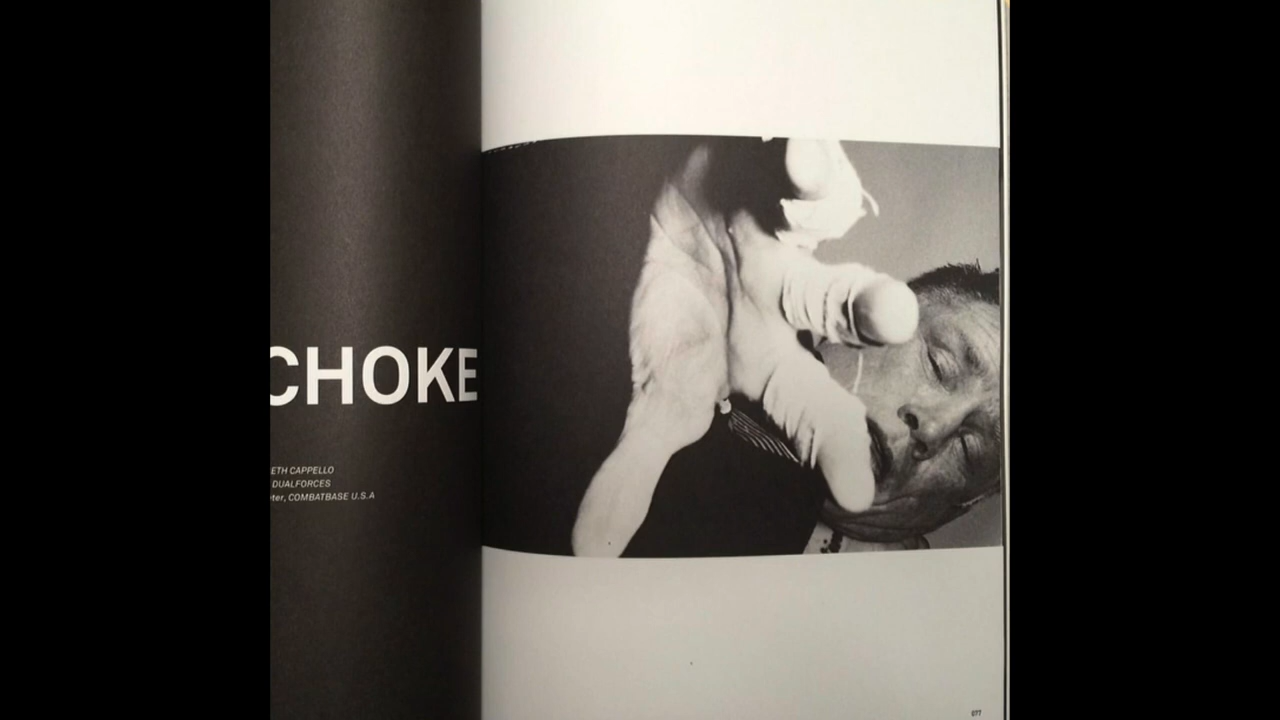 CHOKE
ETH CAPPELLO
DUALFORCES
eter, COMBATBASE U.S.A
077